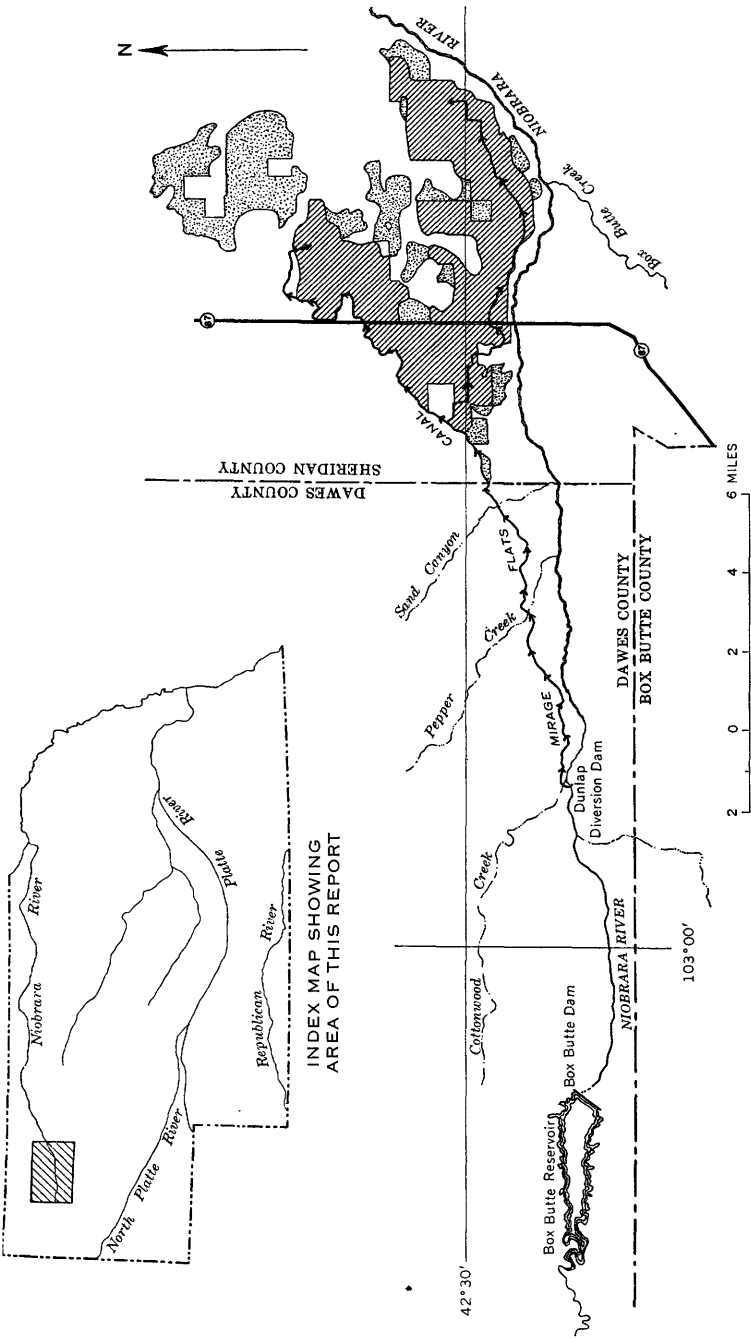 North Platte River
Niobrara River
Platte River
Republican River
INDEX MAP SHOWING
AREA OF THIS REPORT
N
87
CANAL
FLATS
MIRAGE
SHERIDAN COUNTY
DAWES COUNTY
Sand Canyon
Pepper Creek
Cottonwood Creek
42°30'
Box Butte Reservoir
Box Butte Dam
NIOBRARA RIVER
Dunlap
Diversion Dam
DAWES COUNTY
BOX BUTTE COUNTY
103°00'
NIOBRARA RIVER
Box Butte Creek
87
2 0 2 4 6 MILES